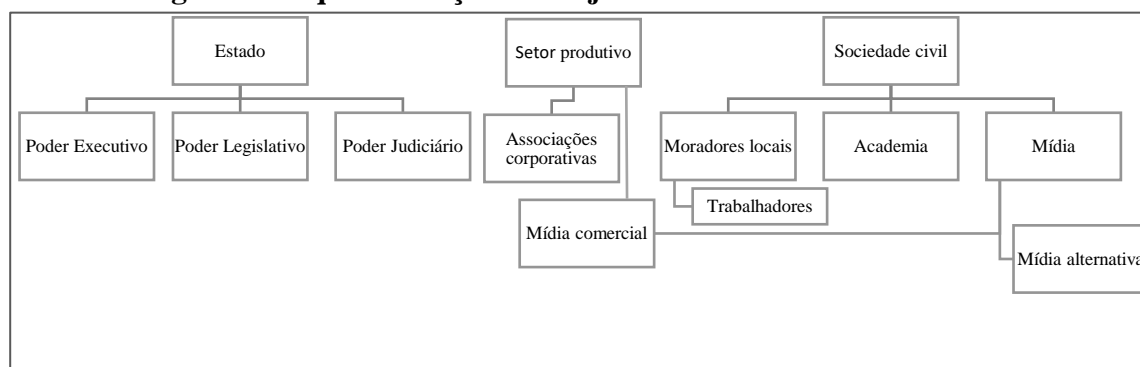 Estado
Setor produtivo
Sociedade civil
Poder Executivo
Poder Legislativo
Poder Judiciário
Associações
corporativas
Moradores locais
Academia
Mídia
Trabalhadores
Mídia comercial
Mídia alternativa